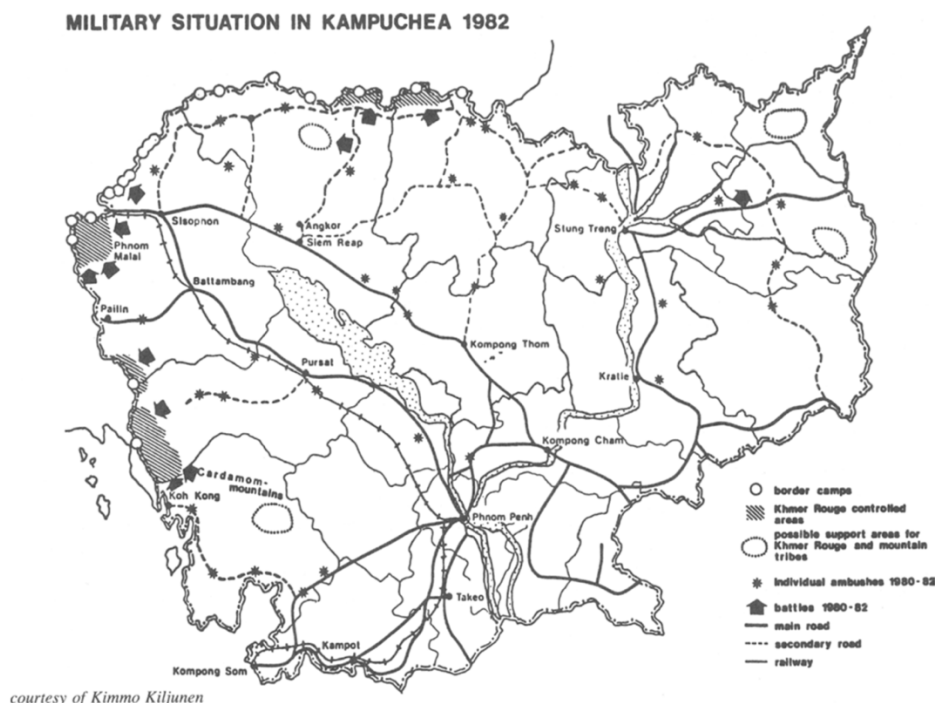 MILITARY SITUATION IN KAMPUCHEA 1982
Sisophon
Angkor
Siem Reap
Stung Treng
Phnom
Malai
Battambang
Pailin
Kompong Thom
Pursat
Kratie
Kompong Cham
Cardamom-
mountains
Koh Kong
Phnom Penh
Takeo
Kampot
Kompong Som
border camps
Khmer Rouge controlled
areas
possible support areas for
Khmer Rouge and mountain
tribes
Individual ambushes 1980-82
battles 1980-82
main road
secondary road
railway
courtesy of Kimmo Kiljunen